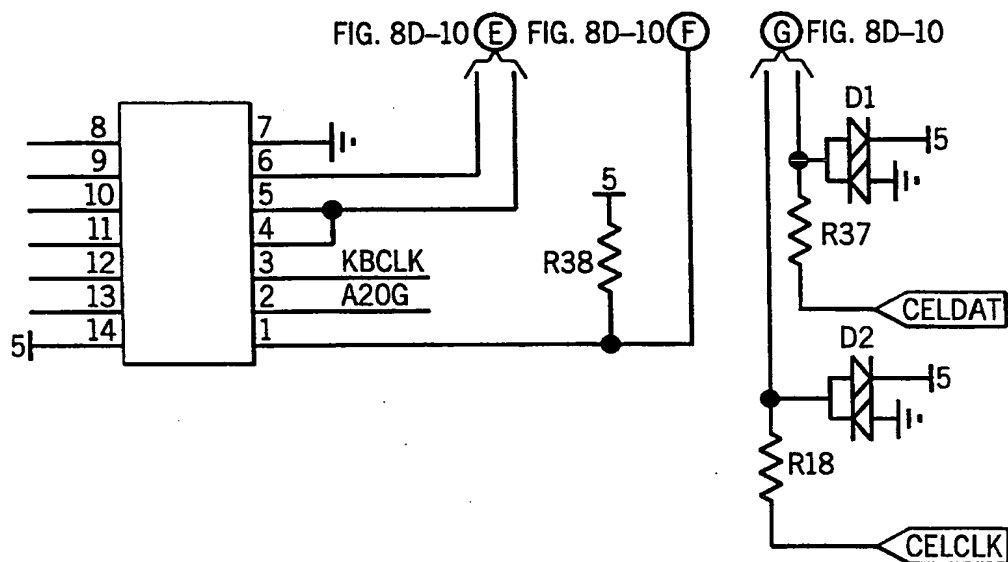 FIG. 8D–10 E FIG. 8D–10 F G FIG. 8D–10
D1
8 7 5
9 6
10 5 5
11 4 R38 R37
12 3 KBCLK
13 2 A20G CELDAT
5 14 1 D2
5
R18
CELCLK